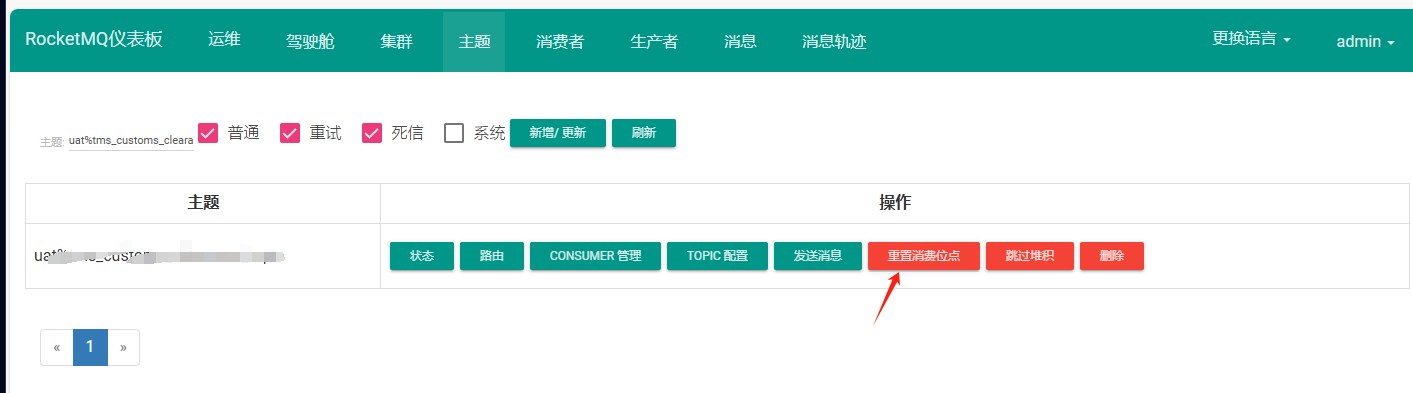 RocketMQ仪表板 运维 驾驶舱 集群 主题 消费者 生产者 消息 消息轨迹 更换语言 admin
主题: uat%tms_customs_cleara 普通 重试 死信 系统 新增/ 更新 刷新
主题 操作
状态 路由 CONSUMER 管理 TOPIC 配置 发送消息 重置消费位点 跳过堆积 删除
« 1 »